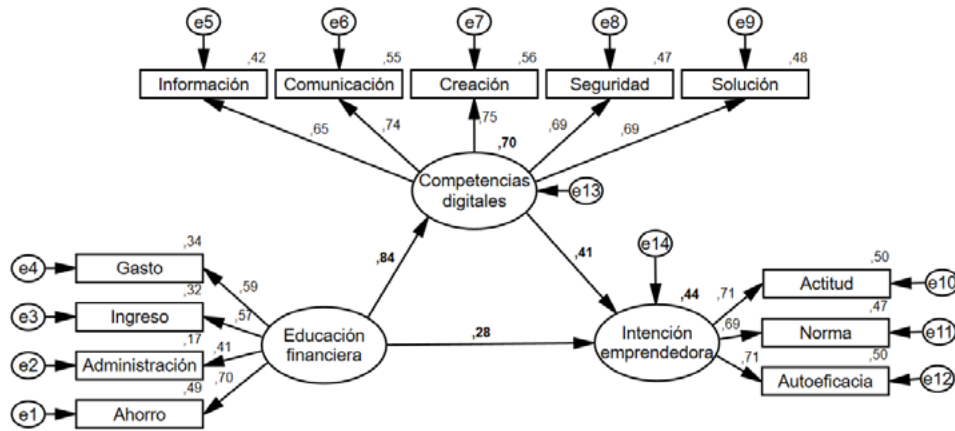 e5 e6 e7 e8 e9
,42 ,55 ,56 ,47 ,48
Información Comunicación Creación Seguridad Solución
,65 ,74 ,75 ,69 ,69
,70
Competencias
digitales
e13
,84 ,41
e14
,34
e4 Gasto ,59
,32
e3 Ingreso ,57
,17
e2 Administración ,41
,49
e1 Ahorro ,70
Educación
financiera
,28
,44
Intención
emprendedora
,50
,71 Actitud e10
,47
,69 Norma e11
,50
,71 Autoeficacia e12